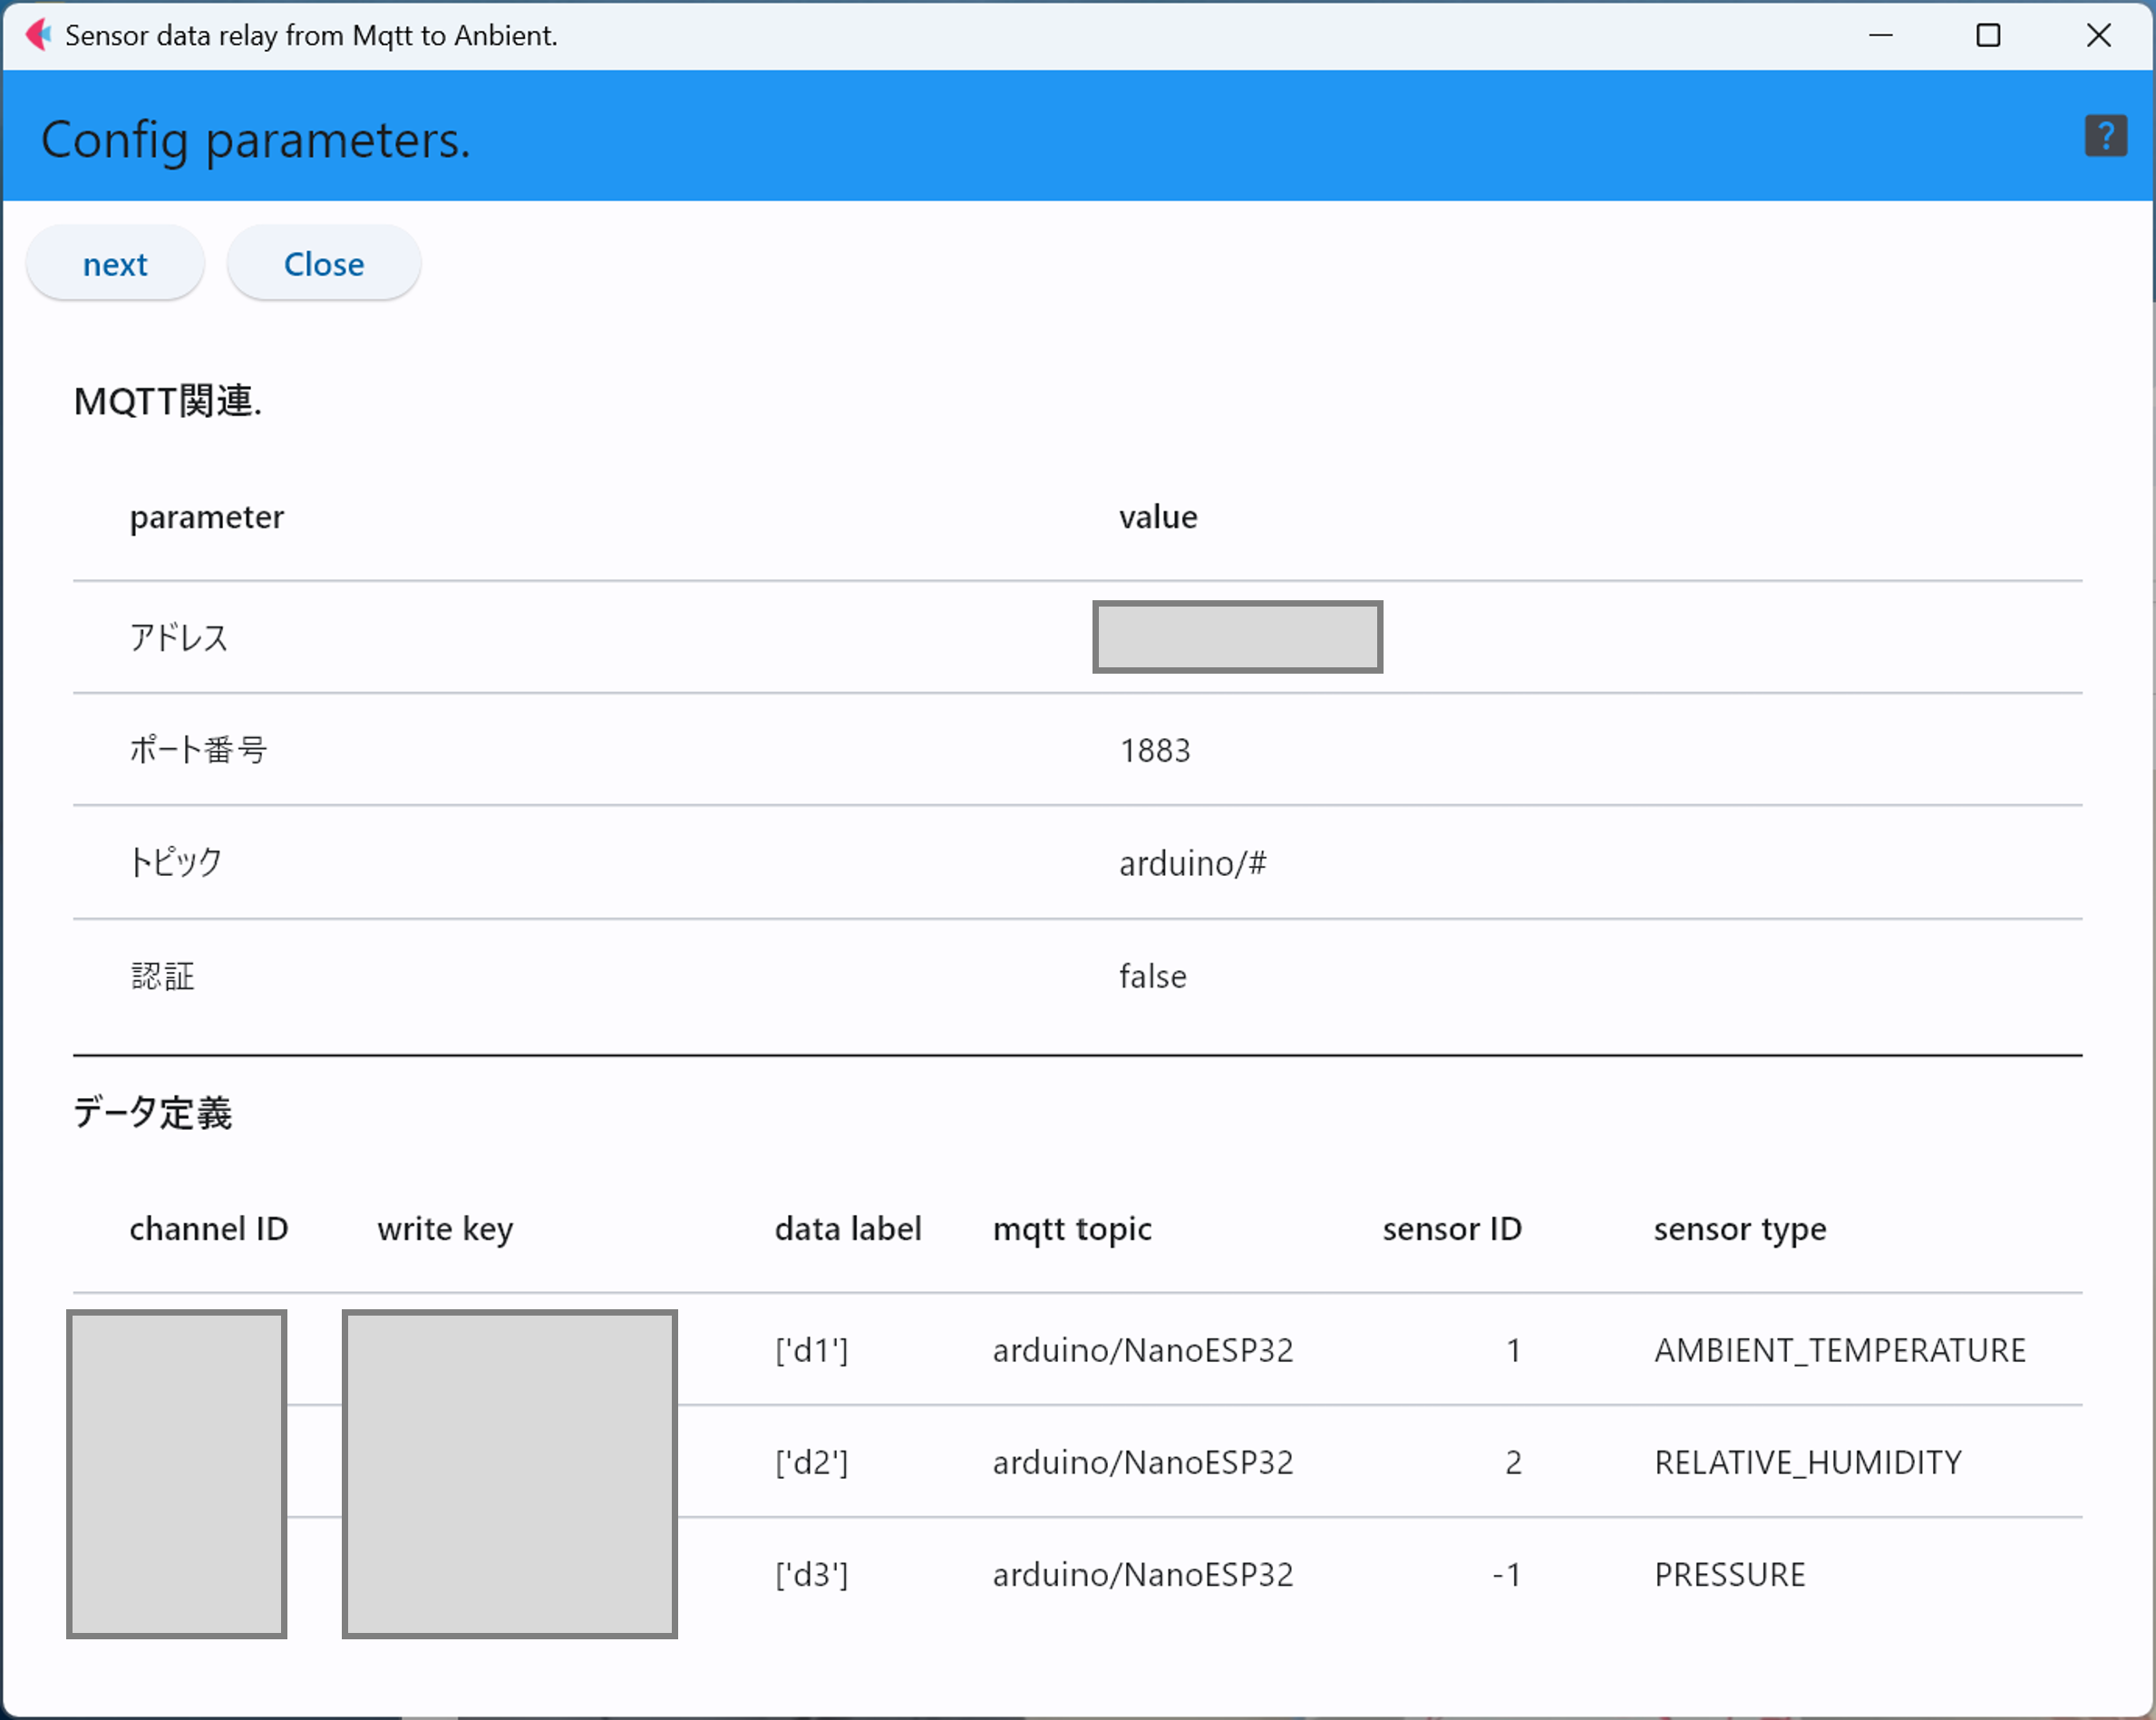 Sensor data relay from Mqtt to Anbient.
Config parameters.
?
next Close
MQTT関連.
parameter value
アドレス
ポート番号 1883
トピック arduino/#
認証 false
データ定義
channel ID write key data label mqtt topic sensor ID sensor type
['d1'] arduino/NanoESP32 1 AMBIENT_TEMPERATURE
['d2'] arduino/NanoESP32 2 RELATIVE_HUMIDITY
['d3'] arduino/NanoESP32 -1 PRESSURE